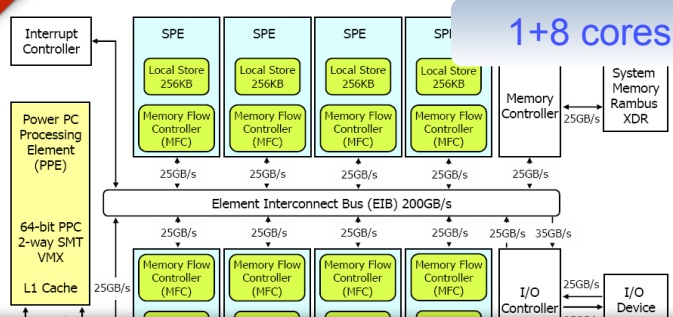 1+8 cores
Interrupt
Controller
SPE
SPE
SPE
Local Store
256KB
Local Store
256KB
Local Store
256KB
Local Store
256KB
Memory Flow
Controller
(MFC)
Memory Flow
Controller
(MFC)
Memory Flow
Controller
(MFC)
Memory Flow
Controller
(MFC)
Memory
Controller
25GB/s
System
Memory
Rambus
XDR
Power PC
Processing
Element
(PPE)
64-bit PPC
2-way SMT
VMX
L1 Cache
25GB/s
25GB/s
25GB/s
25GB/s
25GB/s
Element Interconnect Bus (EIB) 200GB/s
25GB/s
25GB/s
25GB/s
25GB/s
25GB/s
35GB/s
25GB/s
Memory Flow
Controller
(MFC)
Memory Flow
Controller
(MFC)
Memory Flow
Controller
(MFC)
Memory Flow
Controller
(MFC)
I/O
Controller
25GB/s
I/O
Device